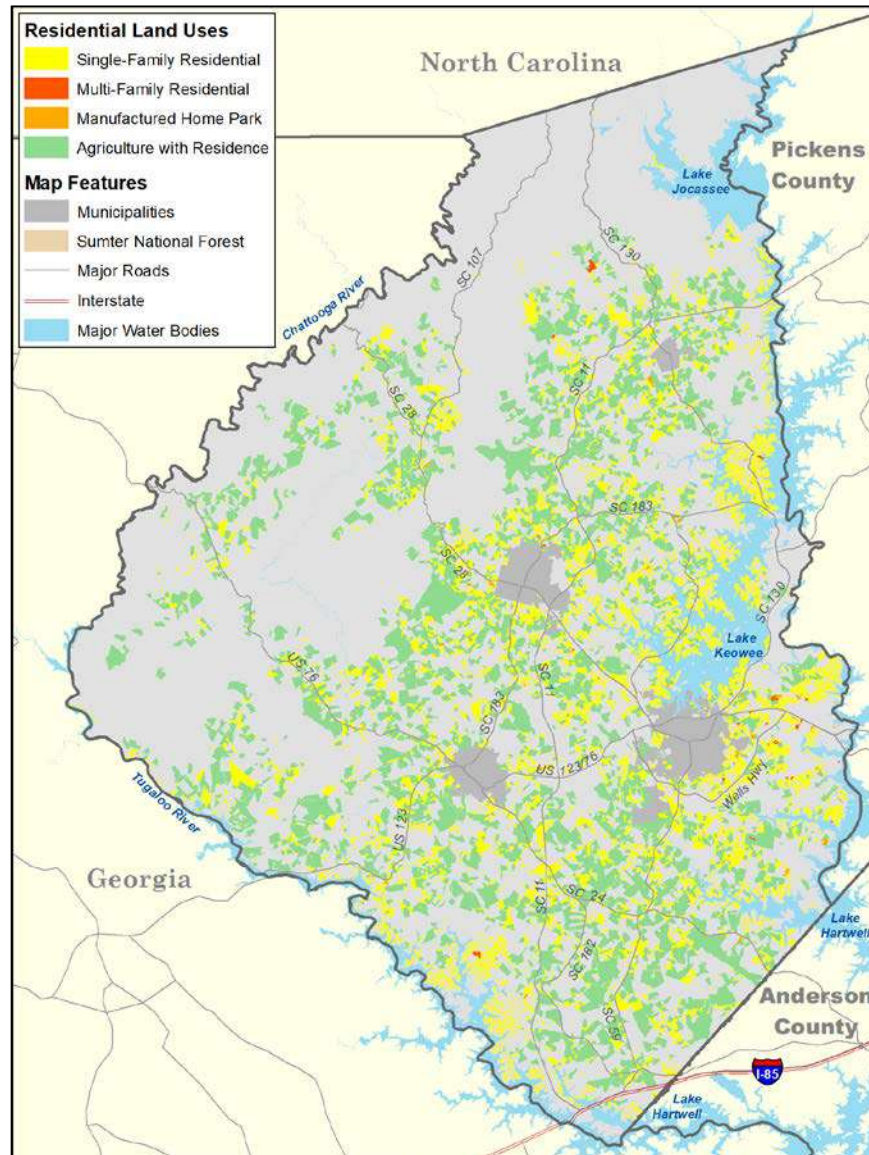 Residential Land Uses
Single-Family Residential
Multi-Family Residential
Manufactured Home Park
Agriculture with Residence
Map Features
Municipalities
Sumter National Forest
Major Roads
Interstate
Major Water Bodies
North Carolina
Pickens
County
Lake
Jocassee
SC 130
SC 107
Chattooga River
SC 11
SC 28
SC 183
SC 28
SC 130
Lake
Keowee
US 76
SC 11
SC 183
US 123/76
Wells Hwy
Tugaloo River
US 123
Georgia
SC 24
SC 11
Lake
Hartwell
SC 182
Anderson
County
SC 59
I-85
Lake
Hartwell